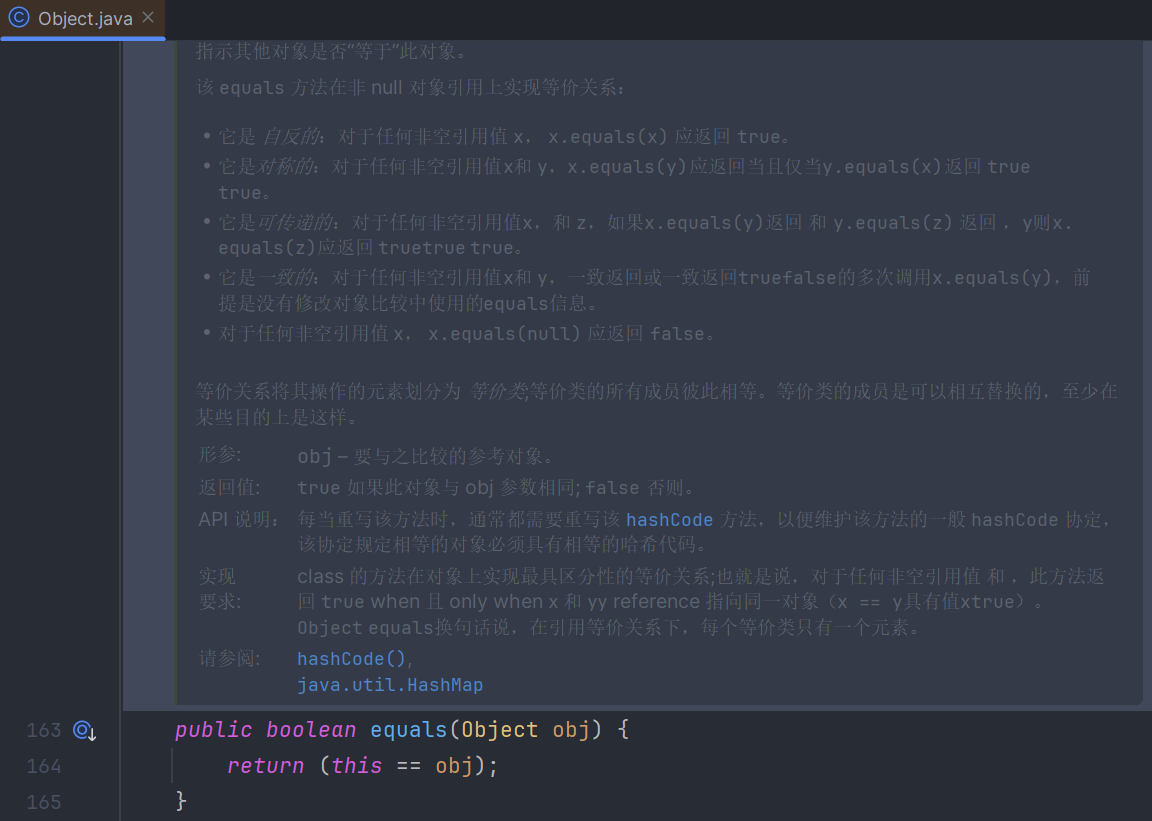 Object.java
指示其他对象是否“等于”此对象。
该 equals 方法在非 null 对象引用上实现等价关系：
• 它是 自反的：对于任何非空引用值 x， x.equals(x) 应返回 true。
• 它是对称的：对于任何非空引用值x和 y，x.equals(y)应返回当且仅当y.equals(x)返回 true
true。
• 它是可传递的：对于任何非空引用值x，和 z，如果x.equals(y)返回 和 y.equals(z) 返回 ，y则x.
equals(z)应返回 truetrue true。
• 它是一致的：对于任何非空引用值x和 y，一致返回或一致返回truefalse的多次调用x.equals(y)，前
提是没有修改对象比较中使用的equals信息。
• 对于任何非空引用值 x， x.equals(null) 应返回 false。
等价关系将其操作的元素划分为 等价类;等价类的所有成员彼此相等。等价类的成员是可以相互替换的，至少在
某些目的上是这样。
形参: obj – 要与之比较的参考对象。
返回值: true 如果此对象与 obj 参数相同; false 否则。
API 说明： 每当重写该方法时，通常都需要重写该 hashCode 方法，以便维护该方法的一般 hashCode 协定，
该协定规定相等的对象必须具有相等的哈希代码。
实现 class 的方法在对象上实现最具区分性的等价关系;也就是说，对于任何非空引用值 和 ，此方法返
要求: 回 true when 且 only when x 和 yy reference 指向同一对象（x == y具有值xtrue）。
Object equals换句话说，在引用等价关系下，每个等价类只有一个元素。
请参阅: hashCode(),
java.util.HashMap
163 public boolean equals(Object obj) {
164 return (this == obj);
165 }